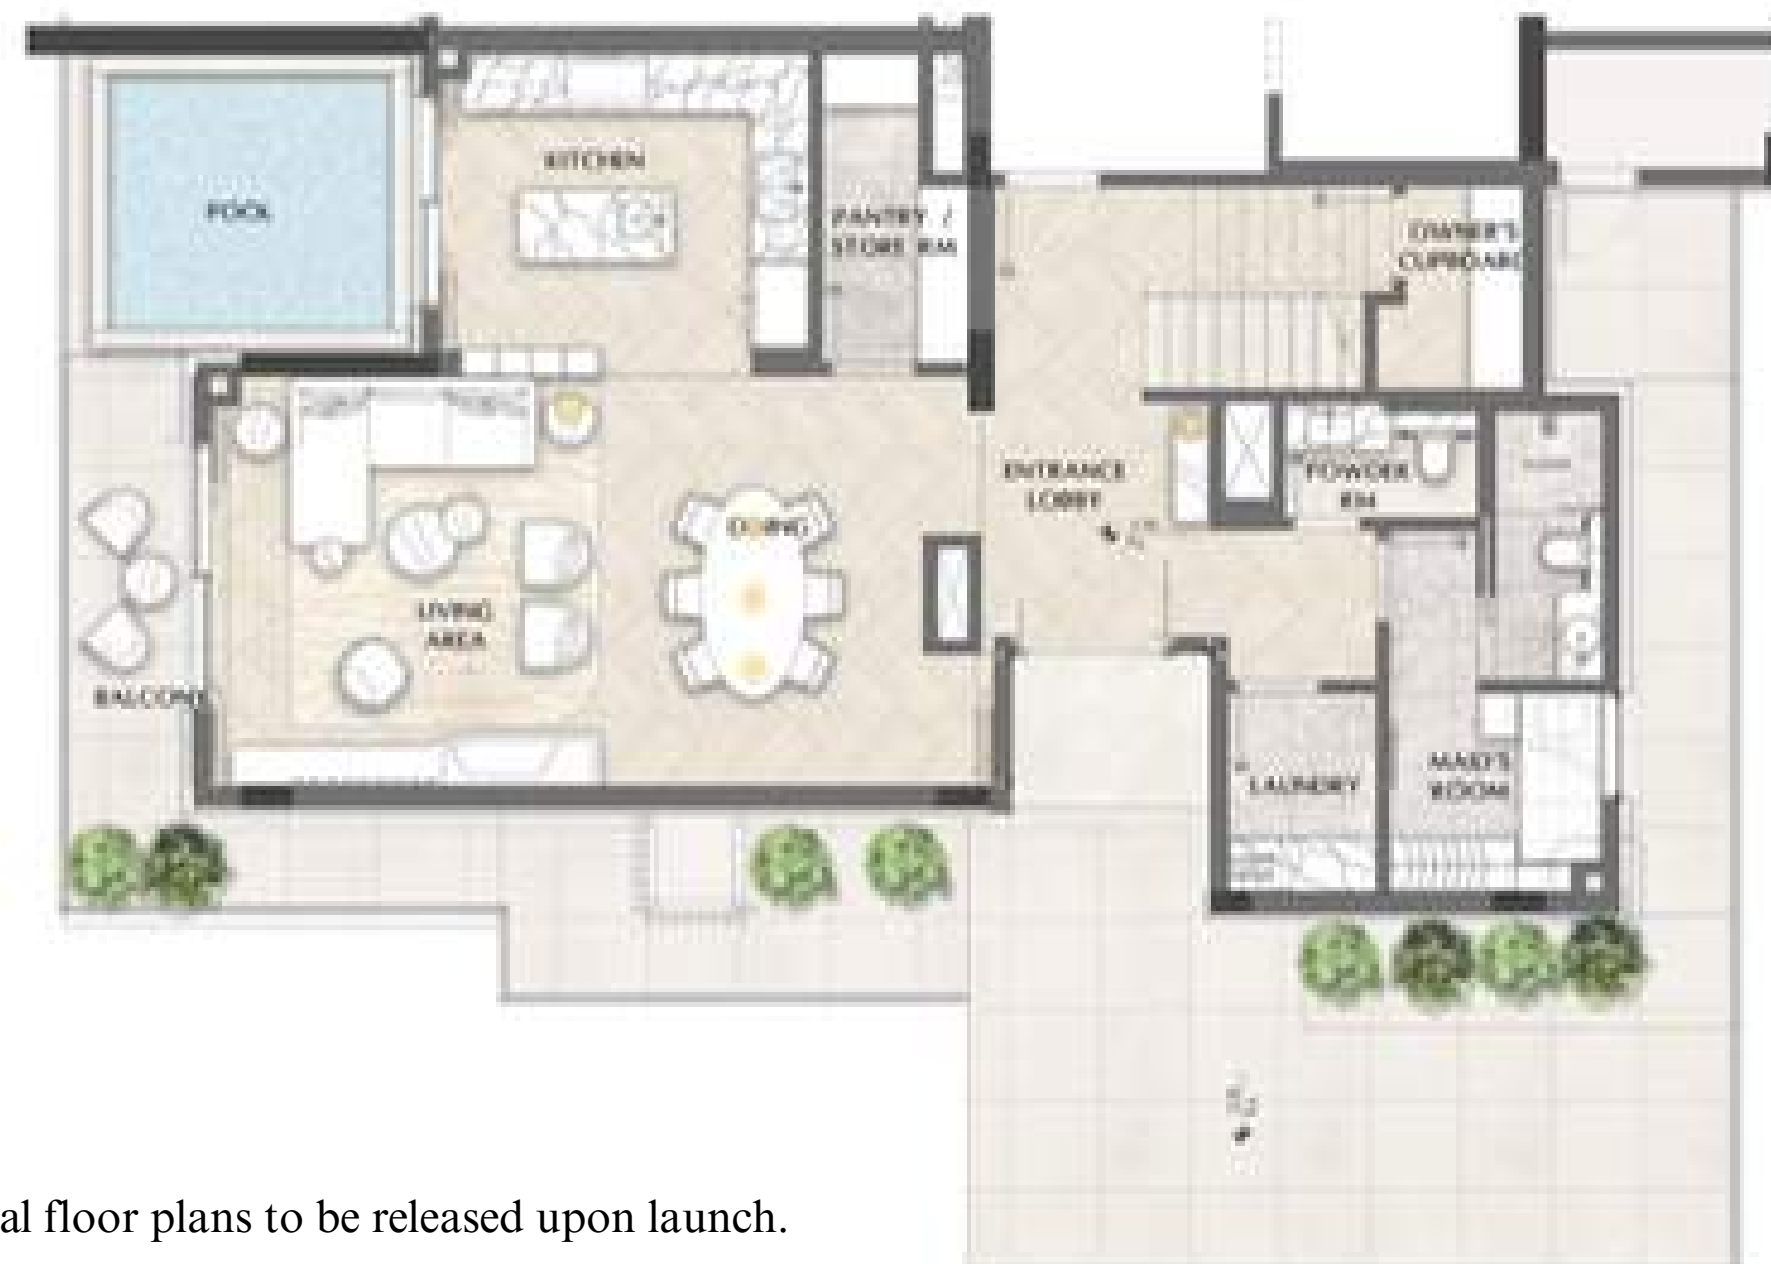 KITCHEN
POOL
PANTRY /
STORE RM
OWNER'S
CUPBOARD
ENTRANCE
LOBBY
POWDER
RM
DINING
LIVING
AREA
BALCONY
LAUNDRY
MAID'S
ROOM
al floor plans to be released upon launch.